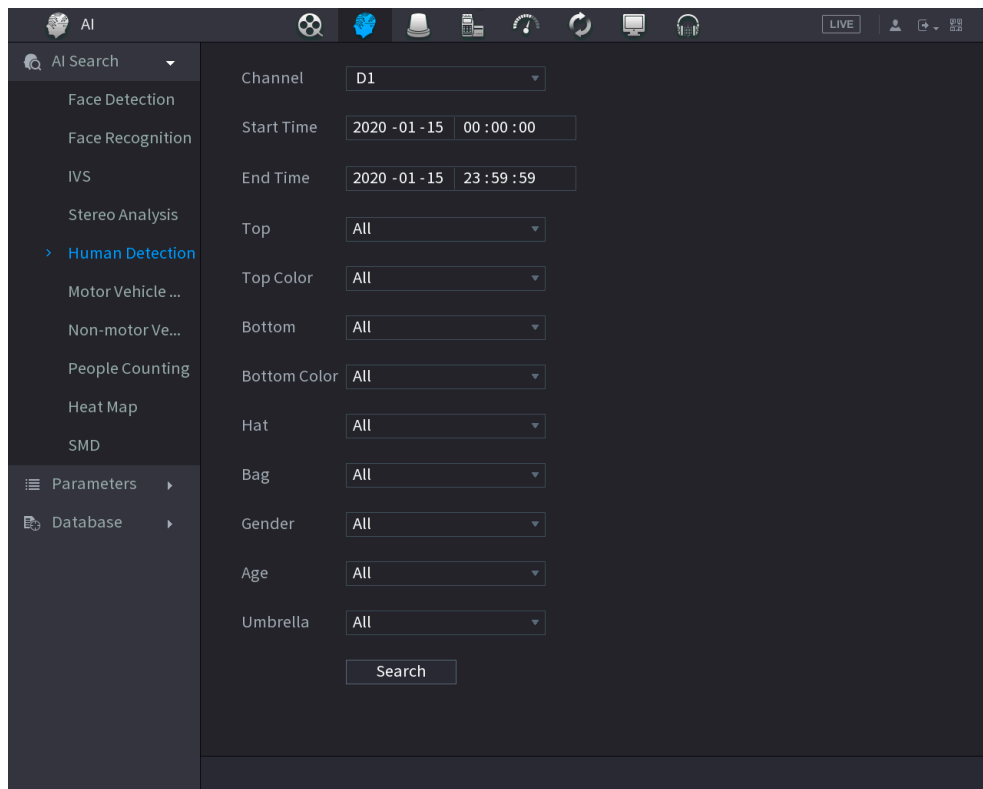 AI
LIVE
AI Search
Face Detection
Face Recognition
IVS
Stereo Analysis
Human Detection
Motor Vehicle ...
Non-motor Ve...
People Counting
Heat Map
SMD
Parameters
Database
Channel D1
Start Time 2020 -01 -15 00 :00 :00
End Time 2020 -01 -15 23 :59 :59
Top All
Top Color All
Bottom All
Bottom Color All
Hat All
Bag All
Gender All
Age All
Umbrella All
Search